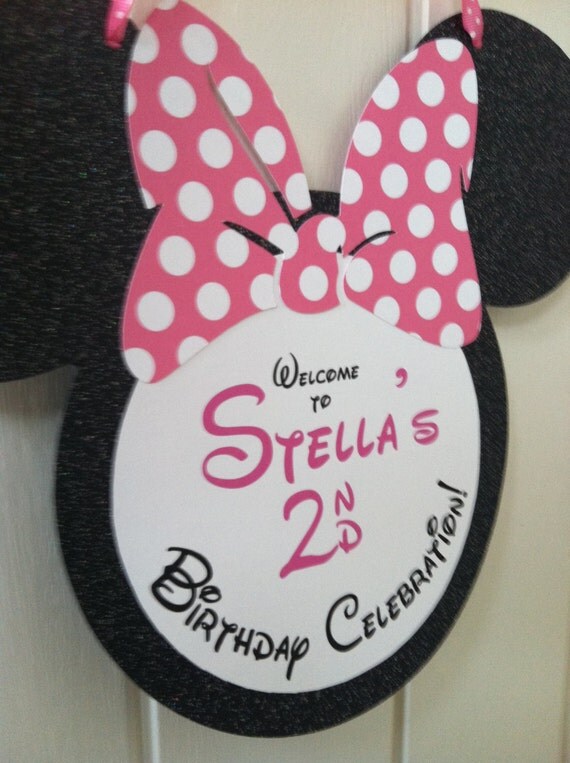 Welcome
to
Stella's
2nd
Birthday Celebration!